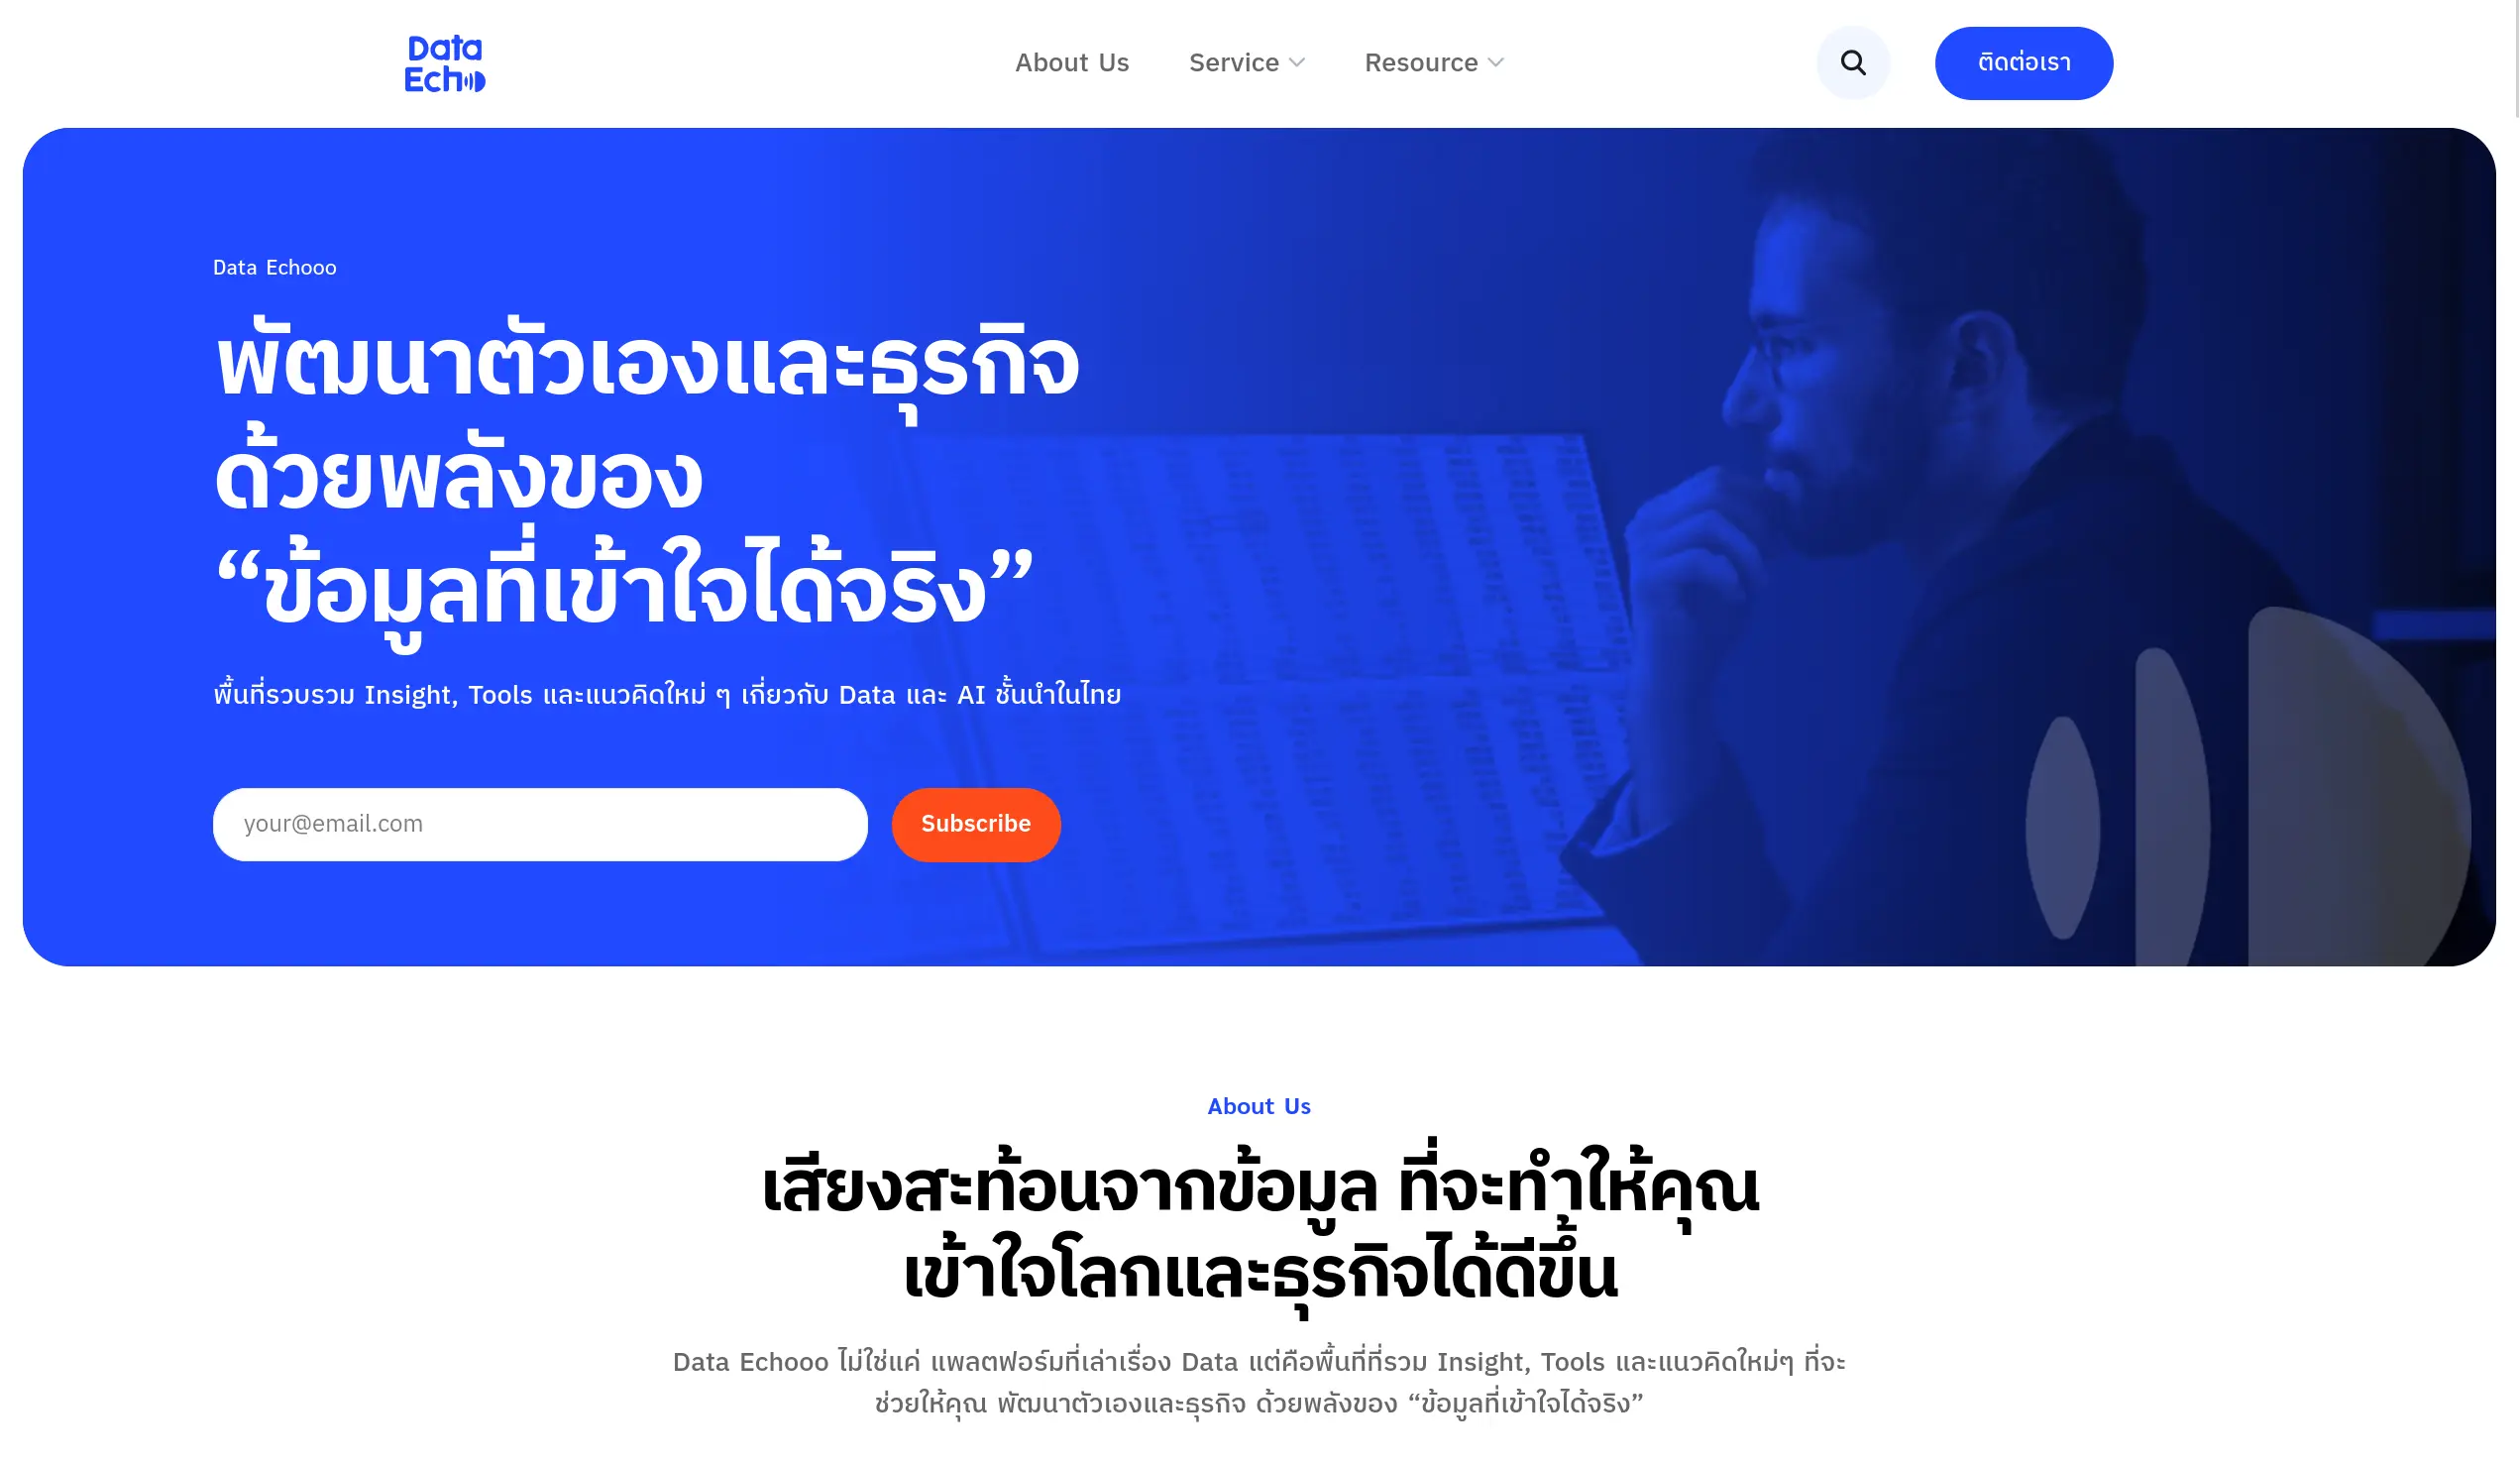 Data
Echo
About Us
Service
Resource
ติดต่อเรา
Data Echooo
พัฒนาตัวเองและธุรกิจ
ด้วยพลังของ
“ข้อมูลที่เข้าใจได้จริง”
พื้นที่รวบรวม Insight, Tools และแนวคิดใหม่ ๆ เกี่ยวกับ Data และ AI ชั้นนำในไทย
your@email.com
Subscribe
About Us
เสียงสะท้อนจากข้อมูล ที่จะทำให้คุณ
เข้าใจโลกและธุรกิจได้ดีขึ้น
Data Echooo ไม่ใช่แค่ แพลตฟอร์มที่เล่าเรื่อง Data แต่คือพื้นที่ที่รวม Insight, Tools และแนวคิดใหม่ๆ ที่จะ
ช่วยให้คุณ พัฒนาตัวเองและธุรกิจ ด้วยพลังของ “ข้อมูลที่เข้าใจได้จริง”